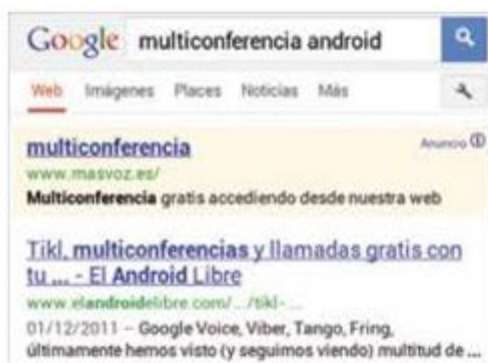 Google multiconferencia android
Web Imágenes Places Noticias Más
multiconferencia Anuncio
www.masvoz.es/
Multiconferencia gratis accediendo desde nuestra web
Tikl, multiconferencias y llamadas gratis con
tu ... - El Android Libre
www.elandroidelibre.com/.../tikl-...
01/12/2011 – Google Voice, Viber, Tango, Fring,
últimamente hemos visto (y seguimos viendo) multitud de ...